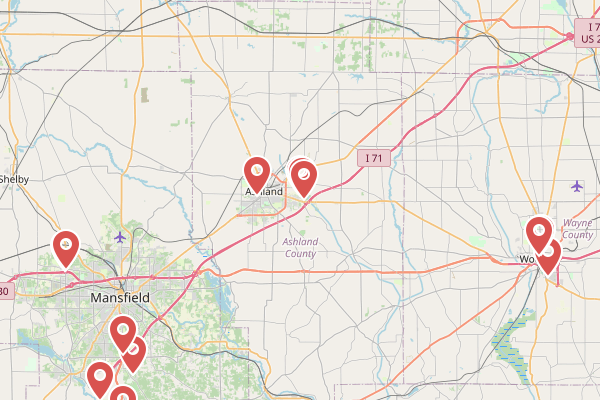 I 7
US 2
I 71
Shelby
Ashland
Wayne
County
Ashland
County
Wo
30
Mansfield